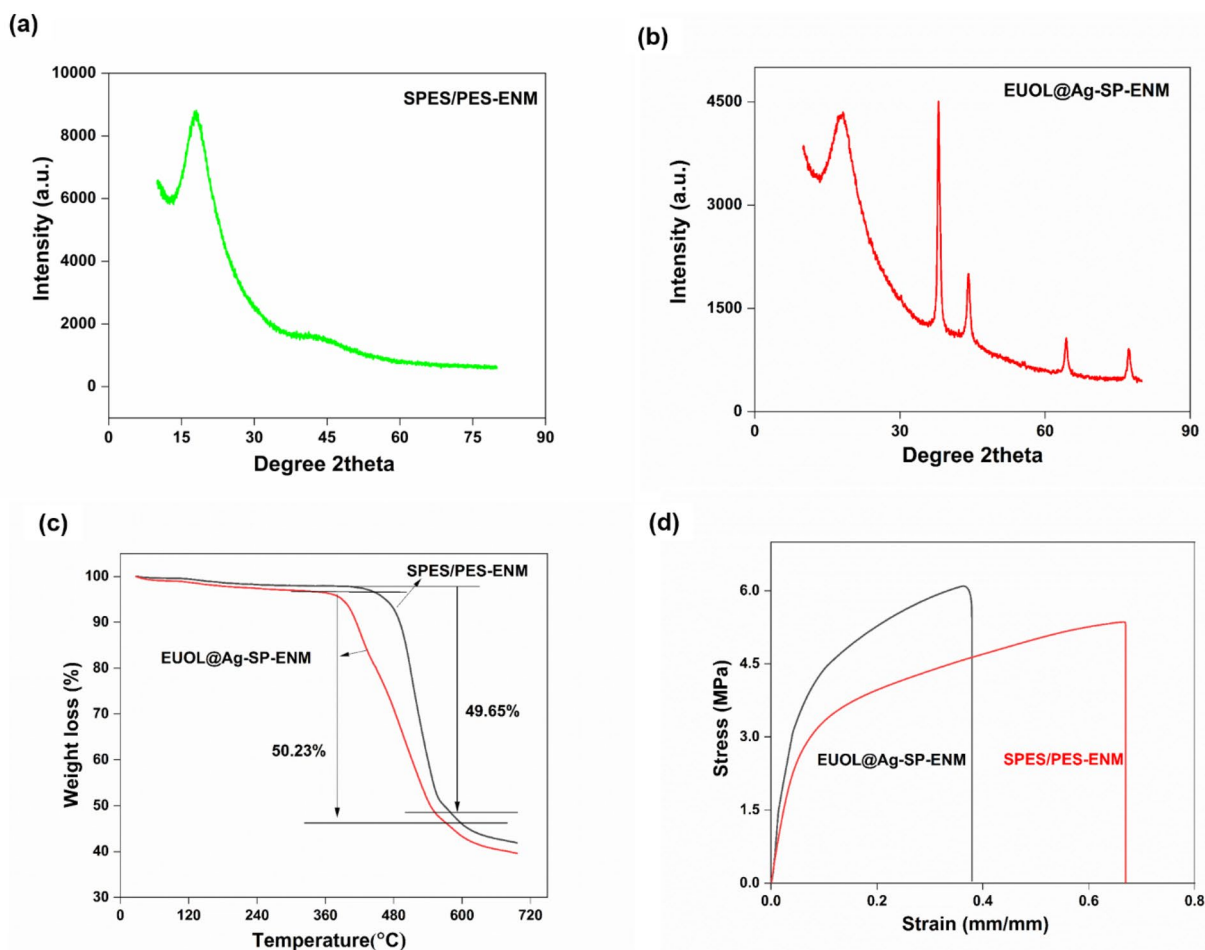 (a)
10000
8000
6000
4000
2000
0
Intensity (a.u.)
SPES/PES-ENM
0 15 30 45 60 75 90
Degree 2theta
(b)
4500
3000
1500
0
Intensity (a.u.)
EUOL@Ag-SP-ENM
0 30 60 90
Degree 2theta
(c)
100
90
80
70
60
50
40
30
Weight loss (%)
SPES/PES-ENM
EUOL@Ag-SP-ENM
49.65%
50.23%
0 120 240 360 480 600 720
Temperature(°C)
(d)
6.0
4.5
3.0
1.5
0.0
Stress (MPa)
EUOL@Ag-SP-ENM
SPES/PES-ENM
0.0 0.2 0.4 0.6 0.8
Strain (mm/mm)